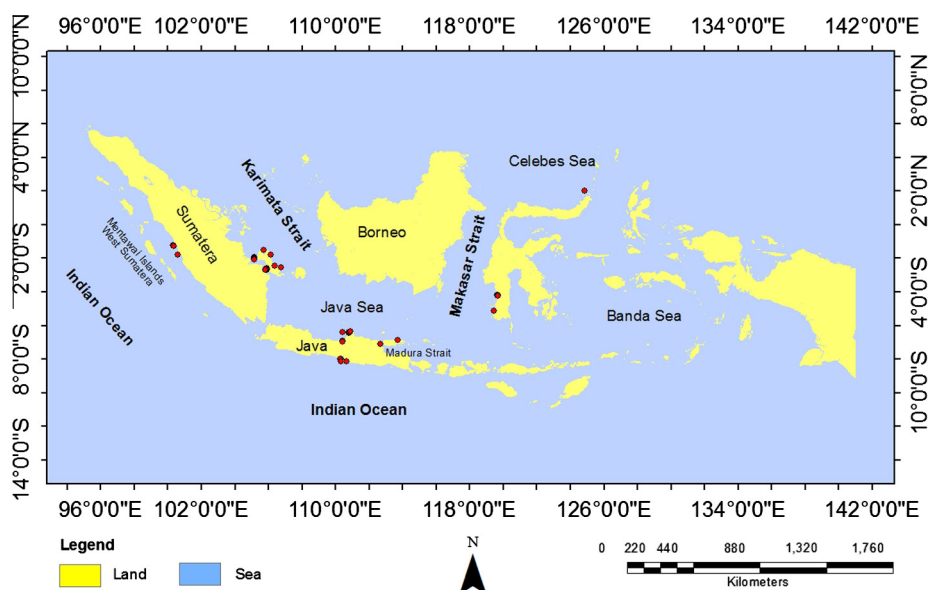 96°0'0"E 102°0'0"E 110°0'0"E 118°0'0"E 126°0'0"E 134°0'0"E 142°0'0"E
10°0'0"N
4°0'0"N
2°0'0"S
8°0'0"S
14°0'0"S
8°0'0"N
2°0'0"N
4°0'0"S
10°0'0"S
Celebes Sea
Karimata Strait
Sumatera
Borneo
Mentawai Islands
West Sumatera
Makasar Strait
Indian Ocean
Java Sea
Banda Sea
Java
Madura Strait
Indian Ocean
96°0'0"E 102°0'0"E 110°0'0"E 118°0'0"E 126°0'0"E 134°0'0"E 142°0'0"E
Legend
Land
Sea
N
0 220 440 880 1,320 1,760
Kilometers